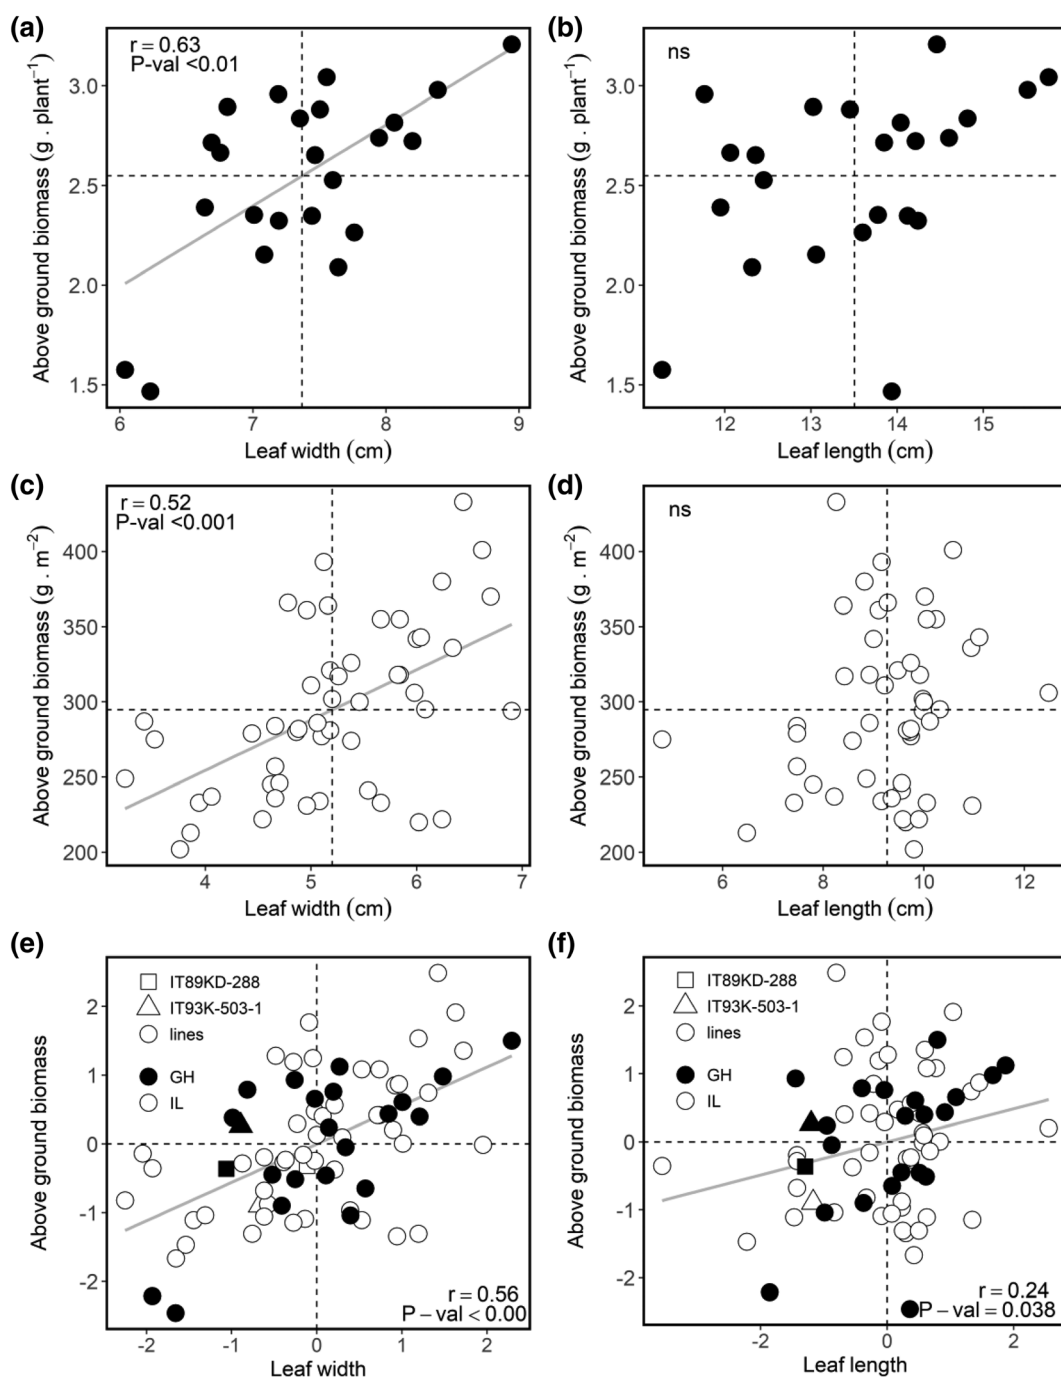 (a)
r = 0.63
P-val <0.01
Above ground biomass (g . plant⁻¹)
3.0
2.5
2.0
1.5
6 7 8 9
Leaf width (cm)
(b)
ns
Above ground biomass (g . plant⁻¹)
3.0
2.5
2.0
1.5
12 13 14 15
Leaf length (cm)
(c)
r = 0.52
P-val <0.001
Above ground biomass (g . m⁻²)
400
350
300
250
200
4 5 6 7
Leaf width (cm)
(d)
ns
Above ground biomass (g . m⁻²)
400
350
300
250
200
6 8 10 12
Leaf length (cm)
(e)
IT89KD-288
IT93K-503-1
lines
GH
IL
Above ground biomass
2
1
0
-1
-2
r = 0.56
P − val < 0.00
-2 -1 0 1 2
Leaf width
(f)
IT89KD-288
IT93K-503-1
lines
GH
IL
Above ground biomass
2
1
0
-1
-2
r = 0.24
P − val = 0.038
-2 0 2
Leaf length